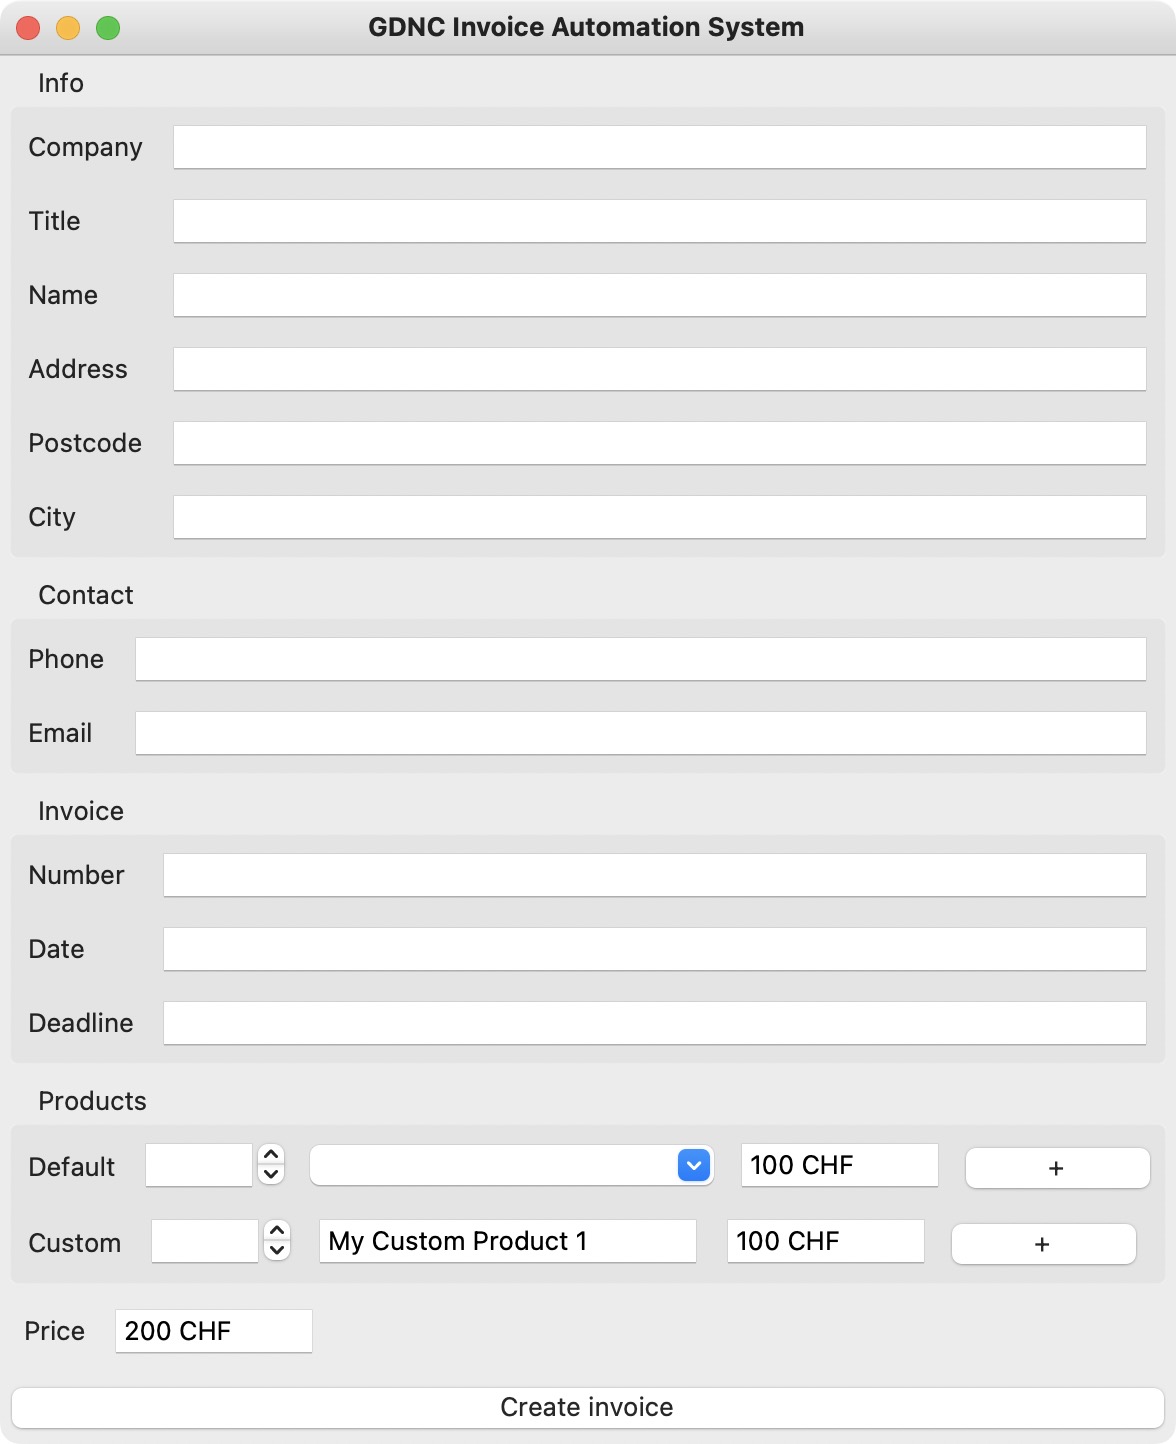 GDNC Invoice Automation System
Info
Company
Title
Name
Address
Postcode
City
Contact
Phone
Email
Invoice
Number
Date
Deadline
Products
Default 100 CHF +
Custom My Custom Product 1 100 CHF +
Price 200 CHF
Create invoice